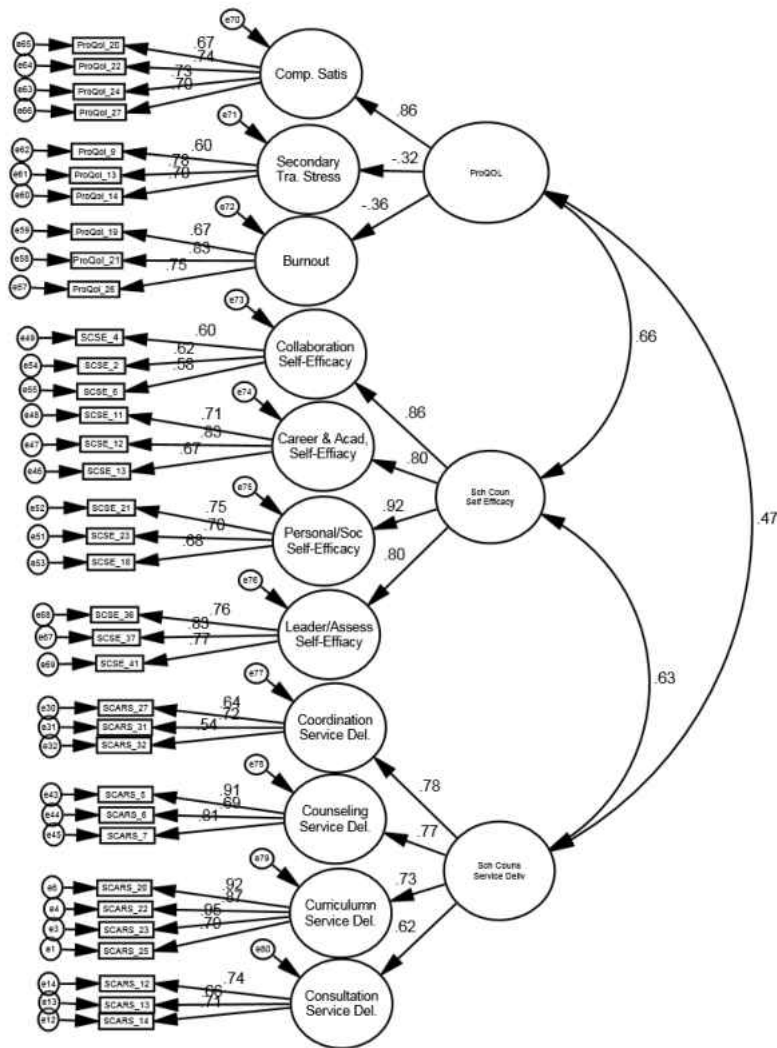 e70
e65 ProQol_20 .67
e64 ProQol_22 .74
e63 ProQol_24 .73
e66 ProQol_27 .70
Comp. Satis
.86
e71
e62 ProQol_9 .60
e61 ProQol_13 .78
e60 ProQol_14 .70
Secondary
Tra. Stress
-.32
ProQOL
e72
e59 ProQol_19 .67
e58 ProQol_21 .83
e57 ProQol_26 .75
Burnout
-.36
e73
e49 SCSE_4 .60
e54 SCSE_2 .62
e55 SCSE_6 .58
Collaboration
Self-Efficacy
.66
.86
e74
e48 SCSE_11 .71
e47 SCSE_12 .83
e46 SCSE_13 .67
Career & Acad,
Self-Effiacy
.80
Sch Coun
Self Efficacy
e75
e52 SCSE_21 .75
e51 SCSE_23 .70
e53 SCSE_18 .68
Personal/Soc
Self-Efficacy
.92
.47
.80
e76
e68 SCSE_36 .76
e67 SCSE_37 .83
e69 SCSE_41 .77
Leader/Assess
Self-Effiacy
.63
e77
e30 SCARS_27 .64
e31 SCARS_31 .72
e32 SCARS_32 .54
Coordination
Service Del.
.78
e78
e43 SCARS_5 .91
e44 SCARS_6 .69
e45 SCARS_7 .81
Counseling
Service Del.
.77
Sch Couns
Service Deliv
e79
e6 SCARS_20 .92
e4 SCARS_22 .87
e3 SCARS_23 .95
e1 SCARS_25 .70
Curriculumn
Service Del.
.73
.62
e80
e14 SCARS_12 .74
e13 SCARS_13 .66
e12 SCARS_14 .71
Consultation
Service Del.